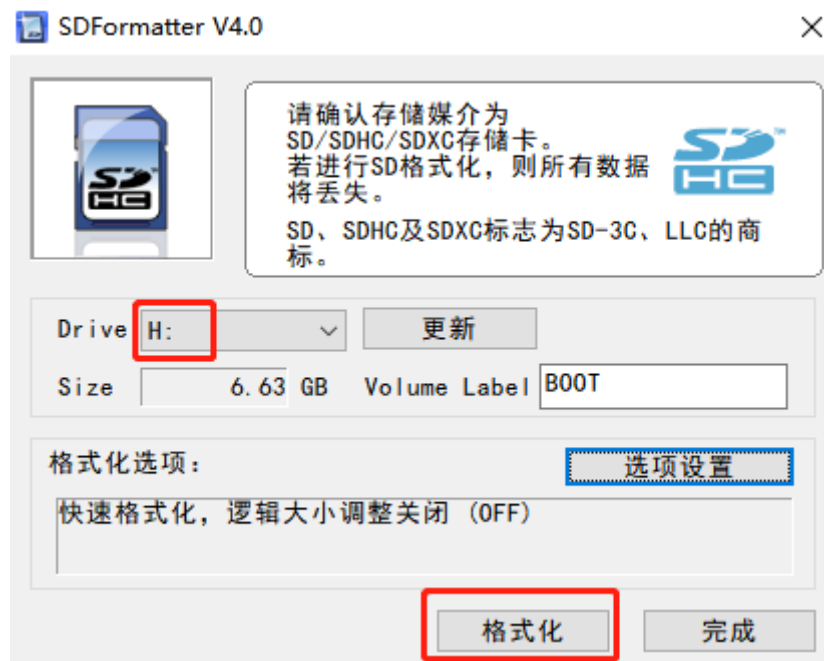 SDFormatter V4.0
SD HC
请确认存储媒介为
SD/SDHC/SDXC存储卡。
若进行SD格式化，则所有数据
将丢失。
SD、SDHC及SDXC标志为SD-3C、LLC的商
标。
SD HC™
Drive H: 更新
Size 6.63 GB Volume Label BOOT
格式化选项： 选项设置
快速格式化，逻辑大小调整关闭 (OFF)
格式化 完成